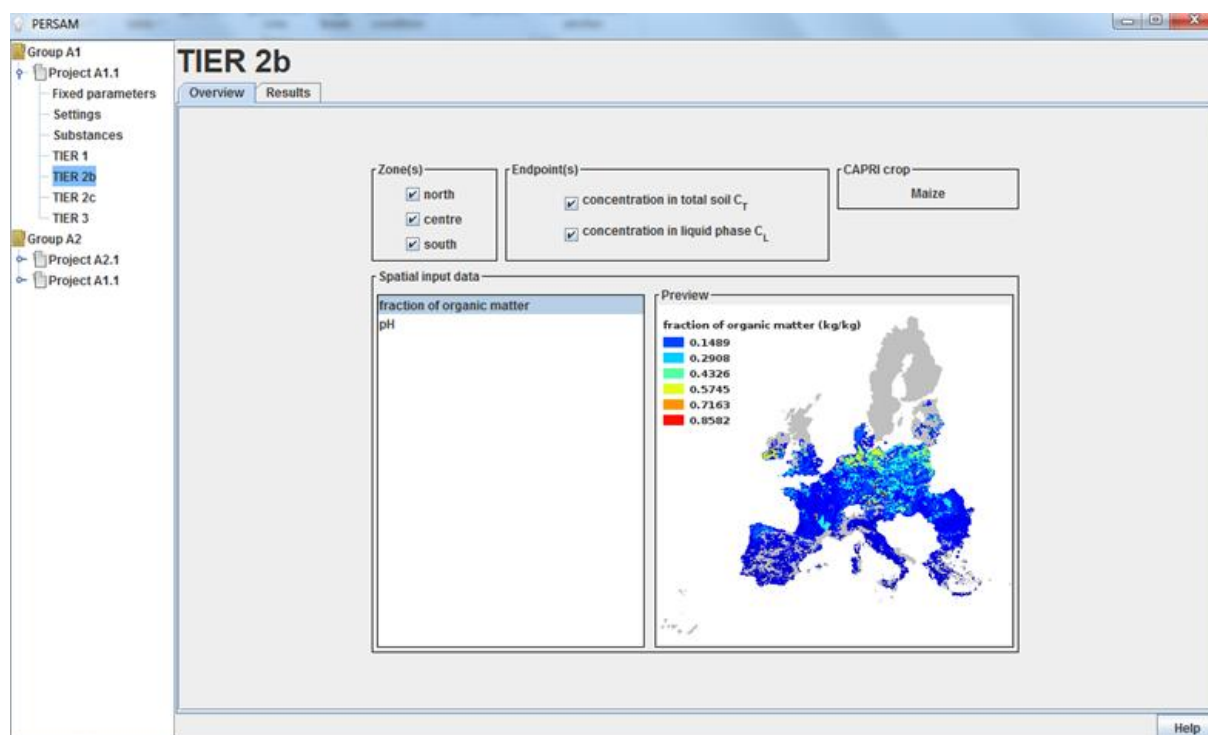 PERSAM
Group A1
Project A1.1
Fixed parameters
Settings
Substances
TIER 1
TIER 2b
TIER 2c
TIER 3
Group A2
Project A2.1
Project A1.1
TIER 2b
Overview Results
Zone(s)
north
centre
south
Endpoint(s)
concentration in total soil CT
concentration in liquid phase CL
CAPRI crop
Maize
Spatial input data
fraction of organic matter
pH
Preview
fraction of organic matter (kg/kg)
0.1489
0.2908
0.4326
0.5745
0.7163
0.8582
Help